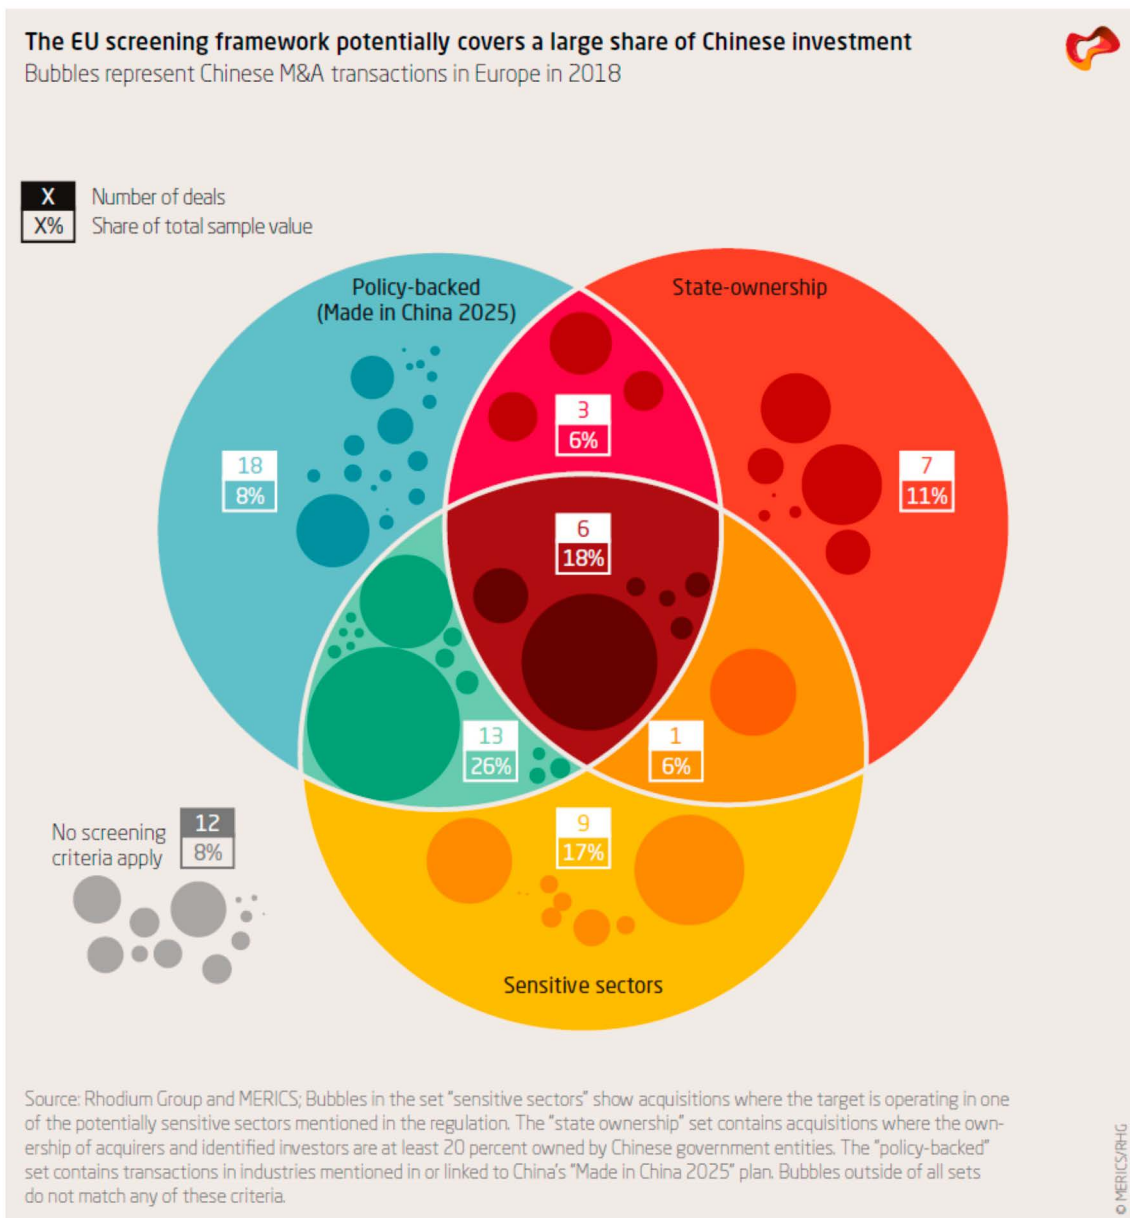 The EU screening framework potentially covers a large share of Chinese investment
Bubbles represent Chinese M&A transactions in Europe in 2018
X Number of deals
X% Share of total sample value
Policy-backed
(Made in China 2025)
State-ownership
3
6%
18
8%
7
11%
6
18%
13
26%
1
6%
No screening
criteria apply
12
8%
9
17%
Sensitive sectors
Source: Rhodium Group and MERICS; Bubbles in the set "sensitive sectors" show acquisitions where the target is operating in one
of the potentially sensitive sectors mentioned in the regulation. The "state ownership" set contains acquisitions where the own-
ership of acquirers and identified investors are at least 20 percent owned by Chinese government entities. The "policy-backed"
set contains transactions in industries mentioned in or linked to China's "Made in China 2025" plan. Bubbles outside of all sets
do not match any of these criteria.
© MERICS/RHG